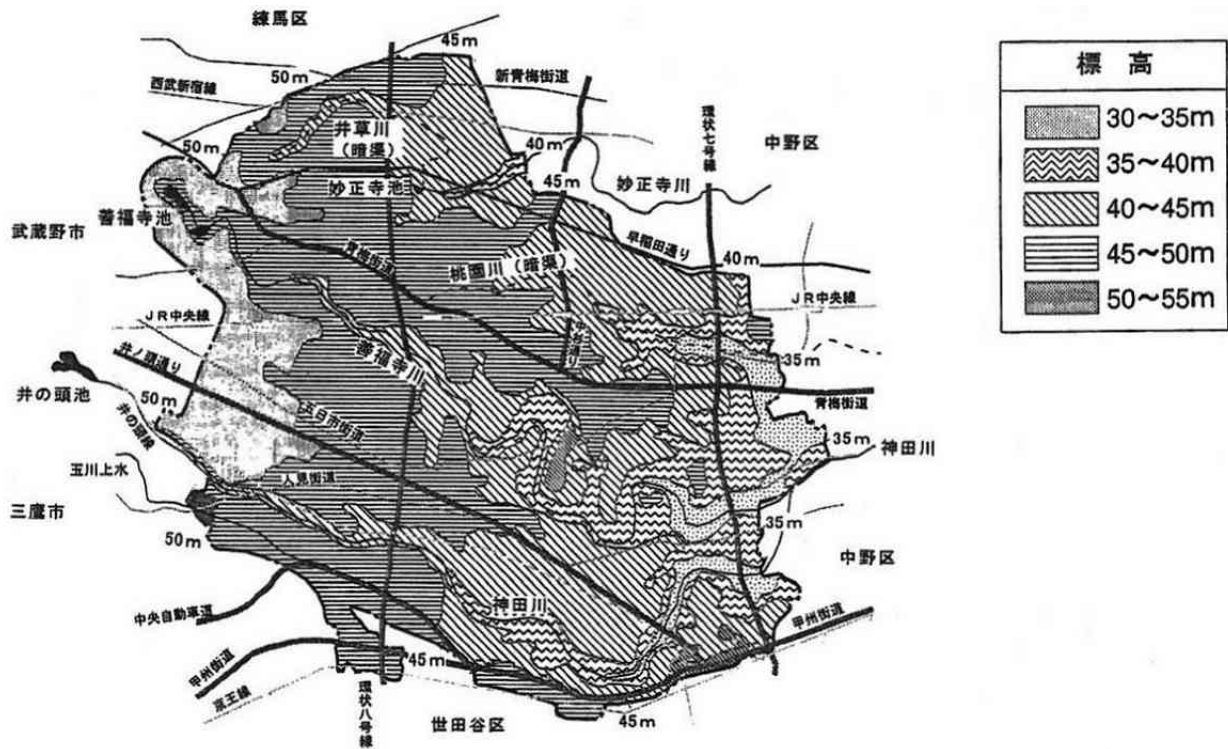 練馬区
45m
50m
西武新宿線
新青梅街道
標高
30〜35m
35〜40m
40〜45m
45〜50m
50〜55m
環状七号線
中野区
井草川
(暗渠)
50m
40m
45m
妙正寺池
妙正寺川
善福寺池
武蔵野市
青梅街道
早稲田通り
桃園川(暗渠)
40m
JR中央線
JR中央線
中杉通り
35m
井ノ頭通り
善福寺川
井の頭池
50m
青梅街道
五日市街道
井の頭線
35m
神田川
玉川上水
人見街道
三鷹市
35m
50m
中野区
中央自動車道
神田川
甲州街道
甲州街道
45m
京王線
環状八号線
世田谷区
45m